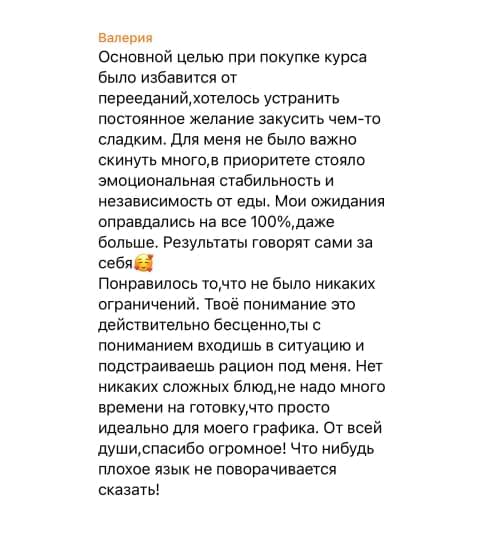 Валерия
Основной целью при покупке курса
было избавится от
перееданий,хотелось устранить
постоянное желание закусить чем-то
сладким. Для меня не было важно
скинуть много,в приоритете стояло
эмоциональная стабильность и
независимость от еды. Мои ожидания
оправдались на все 100%,даже
больше. Результаты говорят сами за
себя🥰
Понравилось то,что не было никаких
ограничений. Твоё понимание это
действительно бесценно,ты с
пониманием входишь в ситуацию и
подстраиваешь рацион под меня. Нет
никаких сложных блюд,не надо много
времени на готовку,что просто
идеально для моего графика. От всей
души,спасибо огромное! Что нибудь
плохое язык не поворачивается
сказать!